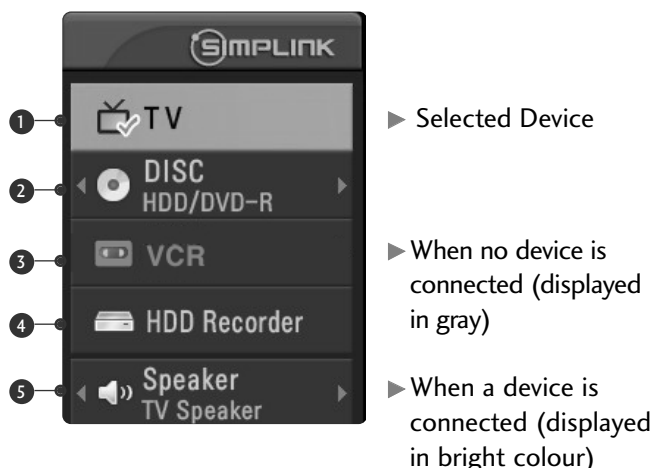 SIMPLINK
1 TV
▶ Selected Device
2 DISC
HDD/DVD-R
3 VCR
▶ When no device is
connected (displayed
in gray)
4 HDD Recorder
5 Speaker
TV Speaker
▶ When a device is
connected (displayed
in bright colour)